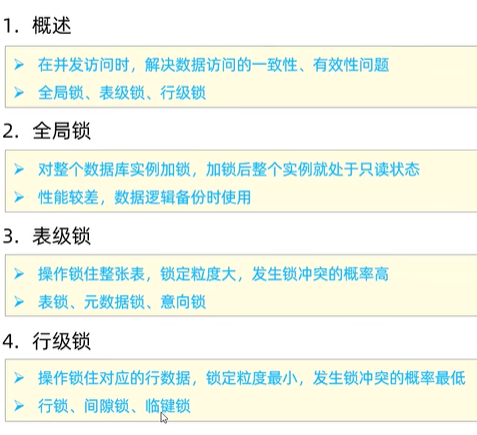 1. 概述
➢ 在并发访问时，解决数据访问的一致性、有效性问题
➢ 全局锁、表级锁、行级锁
2. 全局锁
➢ 对整个数据库实例加锁，加锁后整个实例就处于只读状态
➢ 性能较差，数据逻辑备份时使用
3. 表级锁
➢ 操作锁住整张表，锁定粒度大，发生锁冲突的概率高
➢ 表锁、元数据锁、意向锁
4. 行级锁
➢ 操作锁住对应的行数据，锁定粒度最小，发生锁冲突的概率最低
➢ 行锁、间隙锁、临键锁